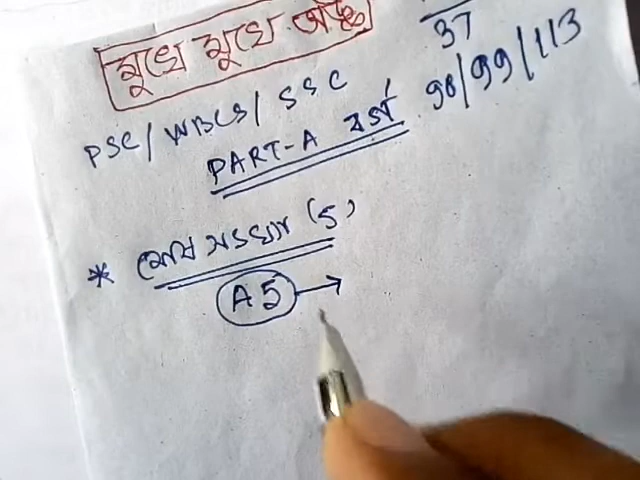 মুখে মুখে অঙ্ক
37
PSC/WBCS/SSC
98/99/113
PART-A বর্গ
* শেষ সংখ্যা (5)
A5 →